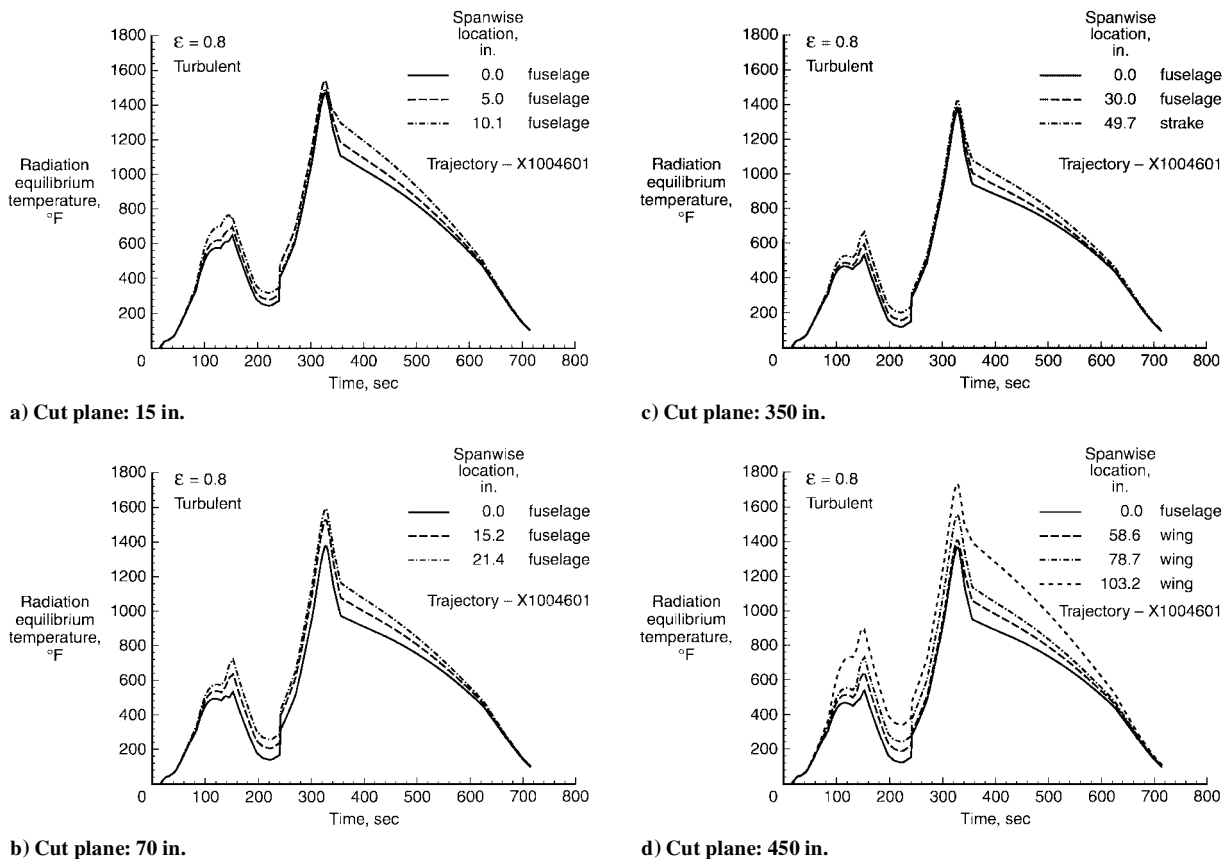 1800
1600
1400
1200
1000
800
600
400
200
0
100 200 300 400 500 600 700 800
Time, sec
Radiation
equilibrium
temperature,
°F
ε = 0.8
Turbulent
Spanwise
location,
in.
0.0 fuselage
5.0 fuselage
10.1 fuselage
Trajectory – X1004601
a) Cut plane: 15 in.
1800
1600
1400
1200
1000
800
600
400
200
0
100 200 300 400 500 600 700 800
Time, sec
Radiation
equilibrium
temperature,
°F
ε = 0.8
Turbulent
Spanwise
location,
in.
0.0 fuselage
30.0 fuselage
49.7 strake
Trajectory – X1004601
c) Cut plane: 350 in.
1800
1600
1400
1200
1000
800
600
400
200
0
100 200 300 400 500 600 700 800
Time, sec
Radiation
equilibrium
temperature,
°F
ε = 0.8
Turbulent
Spanwise
location,
in.
0.0 fuselage
15.2 fuselage
21.4 fuselage
Trajectory – X1004601
b) Cut plane: 70 in.
1800
1600
1400
1200
1000
800
600
400
200
0
100 200 300 400 500 600 700 800
Time, sec
Radiation
equilibrium
temperature,
°F
ε = 0.8
Turbulent
Spanwise
location,
in.
0.0 fuselage
58.6 wing
78.7 wing
103.2 wing
Trajectory – X1004601
d) Cut plane: 450 in.